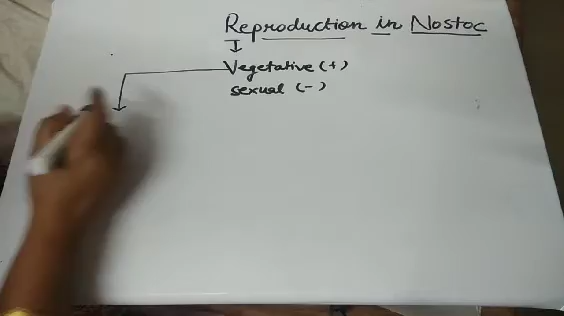 Reproduction in Nostoc
Vegetative (+)
sexual (-)